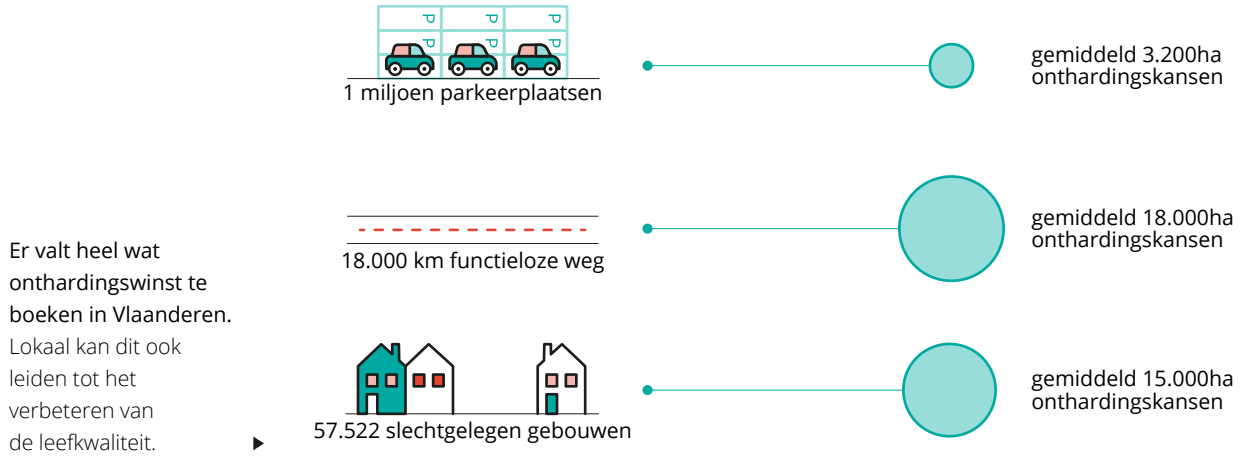 P P P
P P P
1 miljoen parkeerplaatsen
gemiddeld 3.200ha
onthardingskansen
18.000 km functieloze weg
gemiddeld 18.000ha
onthardingskansen
Er valt heel wat
onthardingswinst te
boeken in Vlaanderen.
Lokaal kan dit ook
leiden tot het
verbeteren van
de leefkwaliteit.
57.522 slechtgelegen gebouwen
gemiddeld 15.000ha
onthardingskansen